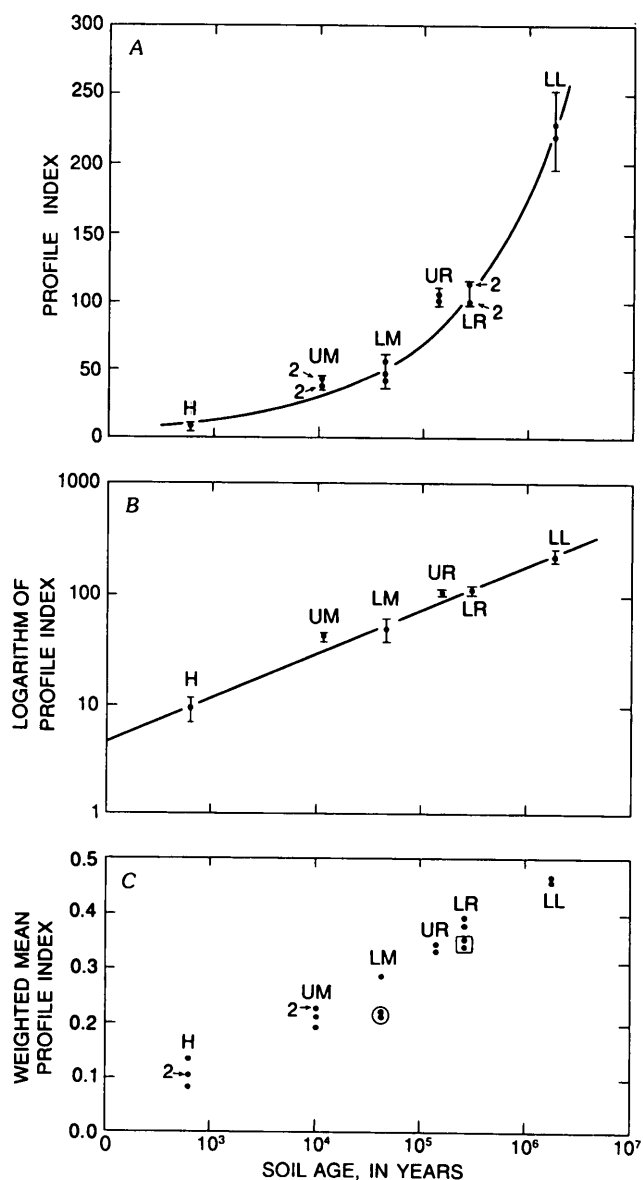 A
PROFILE INDEX
300
250
200
150
100
50
0
H
2
2
UM
LM
UR
2
LR
2
LL
B
LOGARITHM OF
PROFILE INDEX
1000
100
10
1
H
UM
LM
UR
LR
LL
C
WEIGHTED MEAN
PROFILE INDEX
0.5
0.4
0.3
0.2
0.1
0.0
H
2
UM
2
LM
UR
LR
LL
0
10³
10⁴
10⁵
10⁶
10⁷
SOIL AGE, IN YEARS